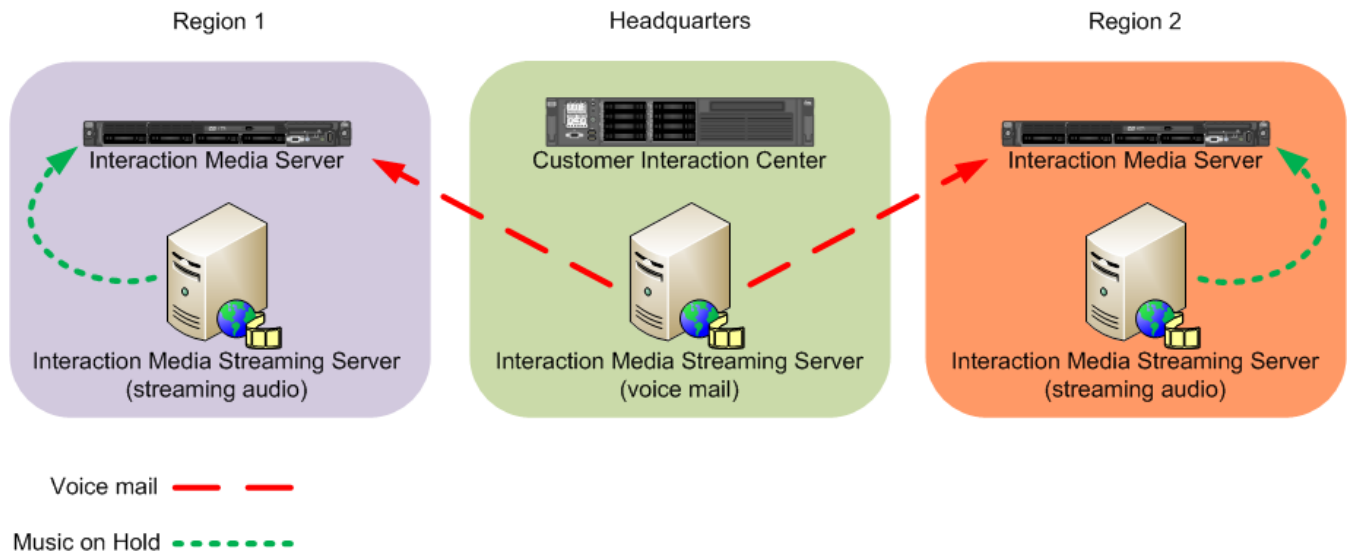 Region 1
Headquarters
Region 2
Interaction Media Server
Customer Interaction Center
Interaction Media Server
Interaction Media Streaming Server
(streaming audio)
Interaction Media Streaming Server
(voice mail)
Interaction Media Streaming Server
(streaming audio)
Voice mail
Music on Hold